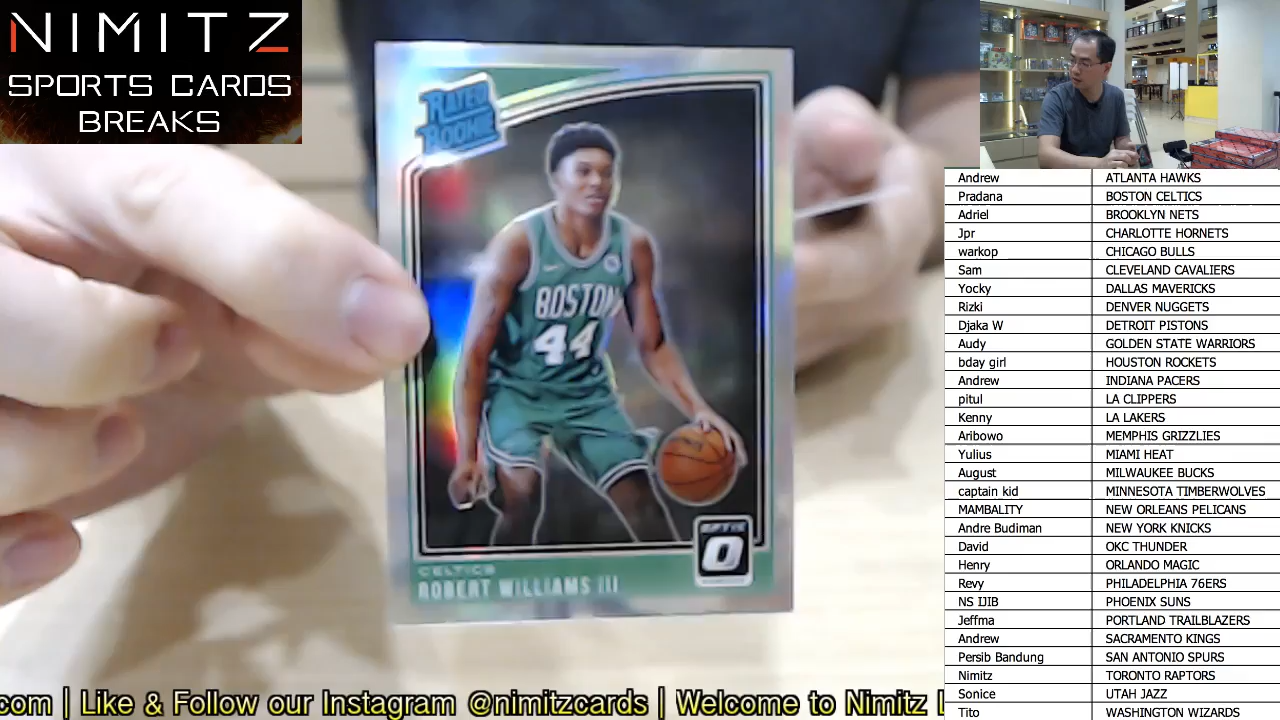 NIMITZ
SPORTS CARDS
BREAKS
RATED
ROOKIE
BOSTON
44
OPTIC
O
CELTICS
ROBERT WILLIAMS III
Andrew ATLANTA HAWKS
Pradana BOSTON CELTICS
Adriel BROOKLYN NETS
Jpr CHARLOTTE HORNETS
warkop CHICAGO BULLS
Sam CLEVELAND CAVALIERS
Yocky DALLAS MAVERICKS
Rizki DENVER NUGGETS
Djaka W DETROIT PISTONS
Audy GOLDEN STATE WARRIORS
bday girl HOUSTON ROCKETS
Andrew INDIANA PACERS
pitul LA CLIPPERS
Kenny LA LAKERS
Aribowo MEMPHIS GRIZZLIES
Yulius MIAMI HEAT
August MILWAUKEE BUCKS
captain kid MINNESOTA TIMBERWOLVES
MAMBALITY NEW ORLEANS PELICANS
Andre Budiman NEW YORK KNICKS
David OKC THUNDER
Henry ORLANDO MAGIC
Revy PHILADELPHIA 76ERS
NS IJIB PHOENIX SUNS
Jeffma PORTLAND TRAILBLAZERS
Andrew SACRAMENTO KINGS
Persib Bandung SAN ANTONIO SPURS
Nimitz TORONTO RAPTORS
Sonice UTAH JAZZ
Tito WASHINGTON WIZARDS
.com | Like & Follow our Instagram @nimitzcards | Welcome to Nimitz